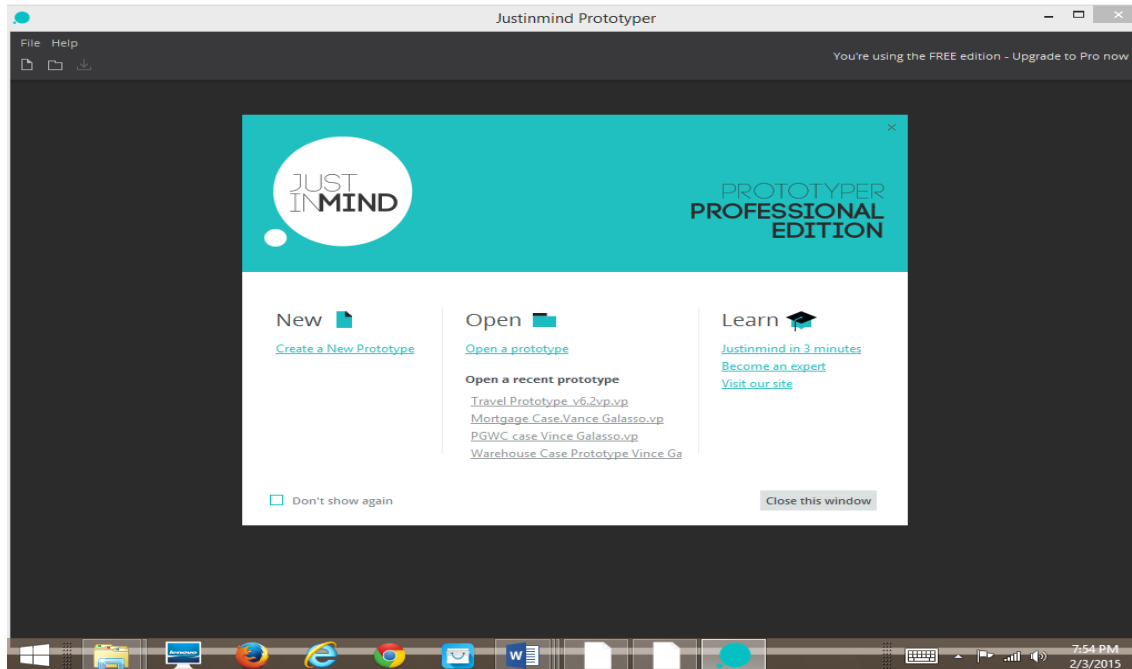 Justinmind Prototyper
File Help
You're using the FREE edition - Upgrade to Pro now
JUST
INMIND
PROTOTYPER
PROFESSIONAL
EDITION
New
Create a New Prototype
Open
Open a prototype
Open a recent prototype
Travel Prototype_v6.2vp.vp
Mortgage Case.Vance Galasso.vp
PGWC case Vince Galasso.vp
Warehouse Case Prototype Vince Ga
Learn
Justinmind in 3 minutes
Become an expert
Visit our site
Don't show again
Close this window
lenovo
W
7:54 PM
2/3/2015